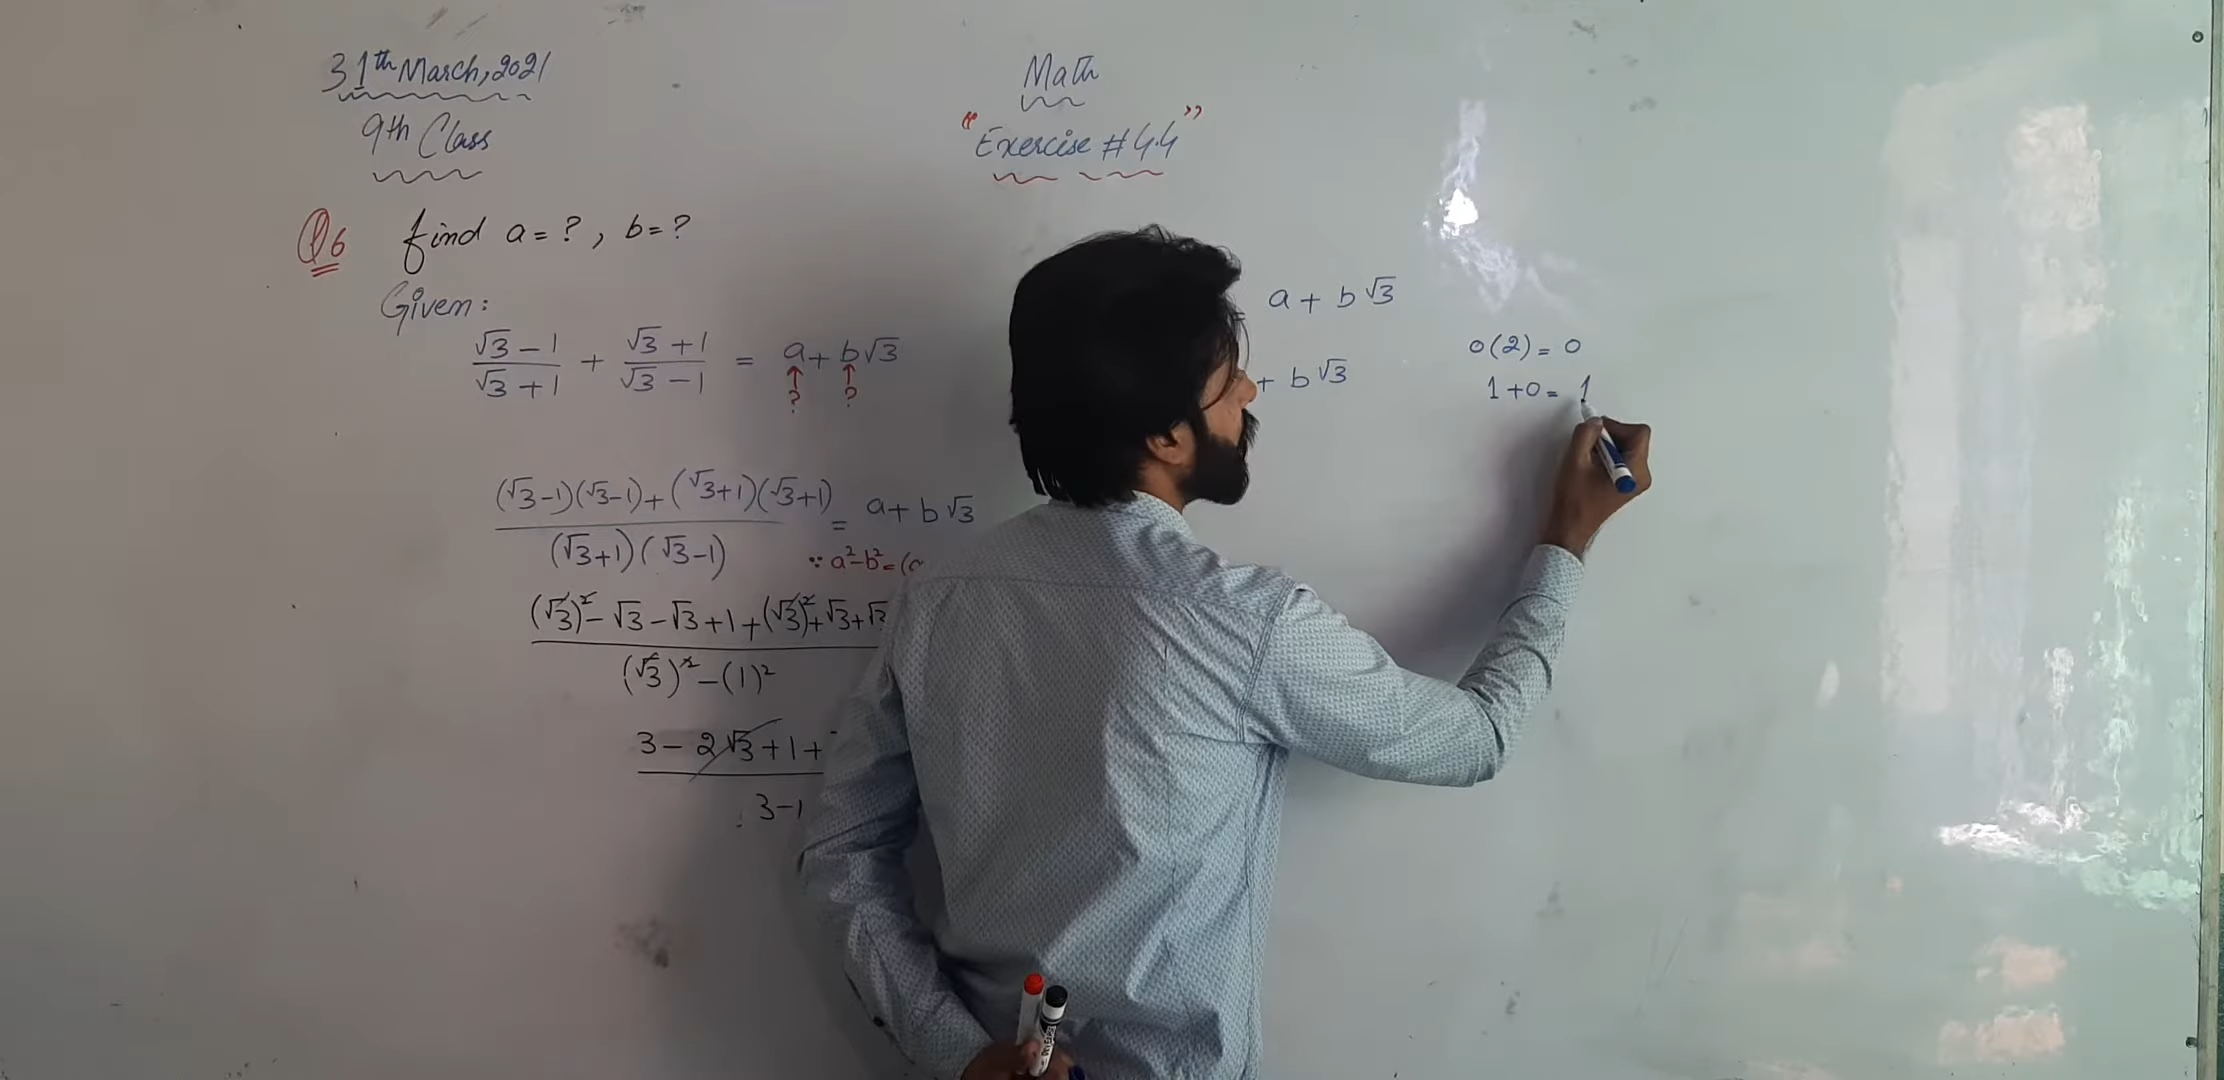 31th March, 2021
9th Class
Math
"Exercise # 4.4"
Q6 find a = ? , b = ?
Given:
(√3 - 1)/(√3 + 1) + (√3 + 1)/(√3 - 1) = a + b√3
? ?
((√3-1)(√3-1) + (√3+1)(√3+1))/((√3+1)(√3-1)) = a + b√3
∵ a² - b² = (
(√3)² - √3 - √3 + 1 + (√3)² + √3 + √3
(√3)² - (1)²
3 - 2√3 + 1 +
3 - 1
a + b√3
+ b√3
0(2) = 0
1 + 0 = 1